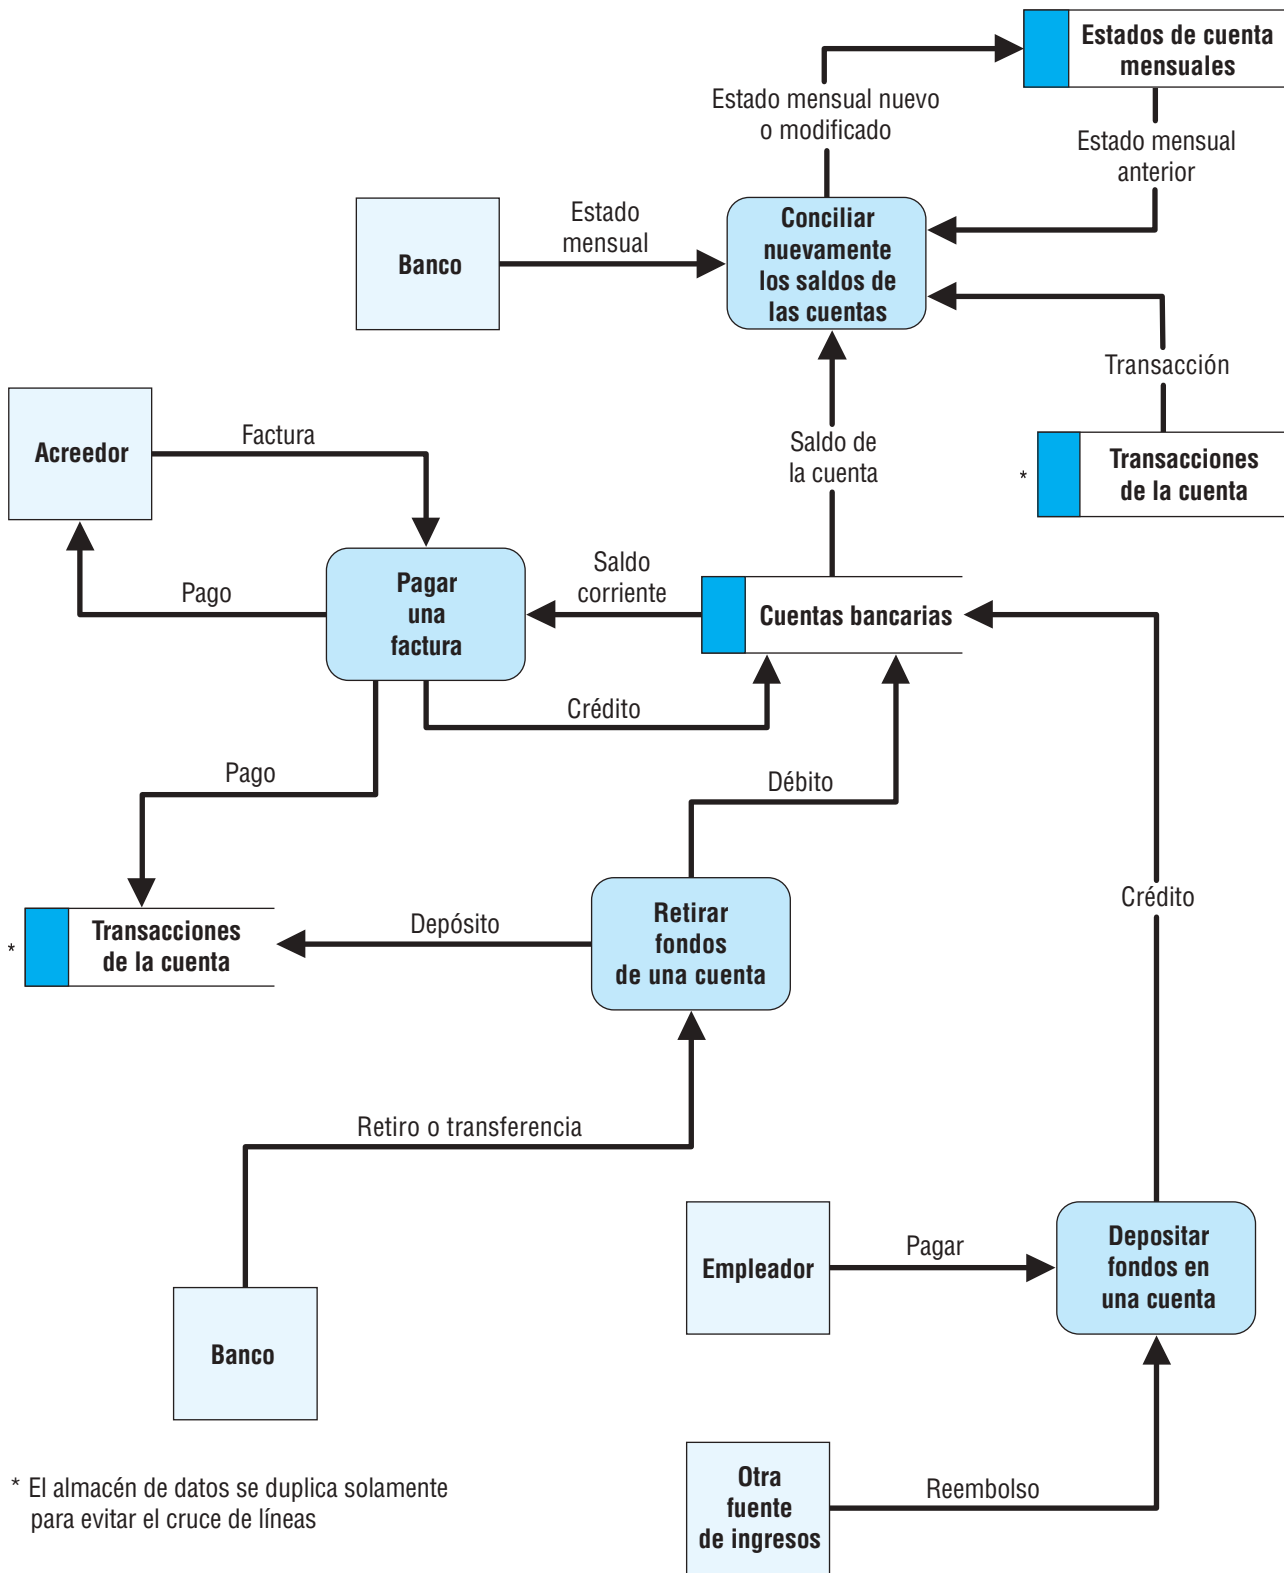 Estados de cuenta
mensuales
Estado mensual nuevo
o modificado
Estado mensual
anterior
Banco
Estado
mensual
Conciliar
nuevamente
los saldos de
las cuentas
Transacción
Acreedor
Factura
Saldo de
la cuenta
*
Transacciones
de la cuenta
Pago
Pagar
una
factura
Saldo
corriente
Cuentas bancarias
Crédito
Pago
Débito
*
Transacciones
de la cuenta
Depósito
Retirar
fondos
de una cuenta
Crédito
Retiro o transferencia
Empleador
Pagar
Depositar
fondos en
una cuenta
Banco
Otra
fuente
de ingresos
Reembolso
* El almacén de datos se duplica solamente
para evitar el cruce de líneas